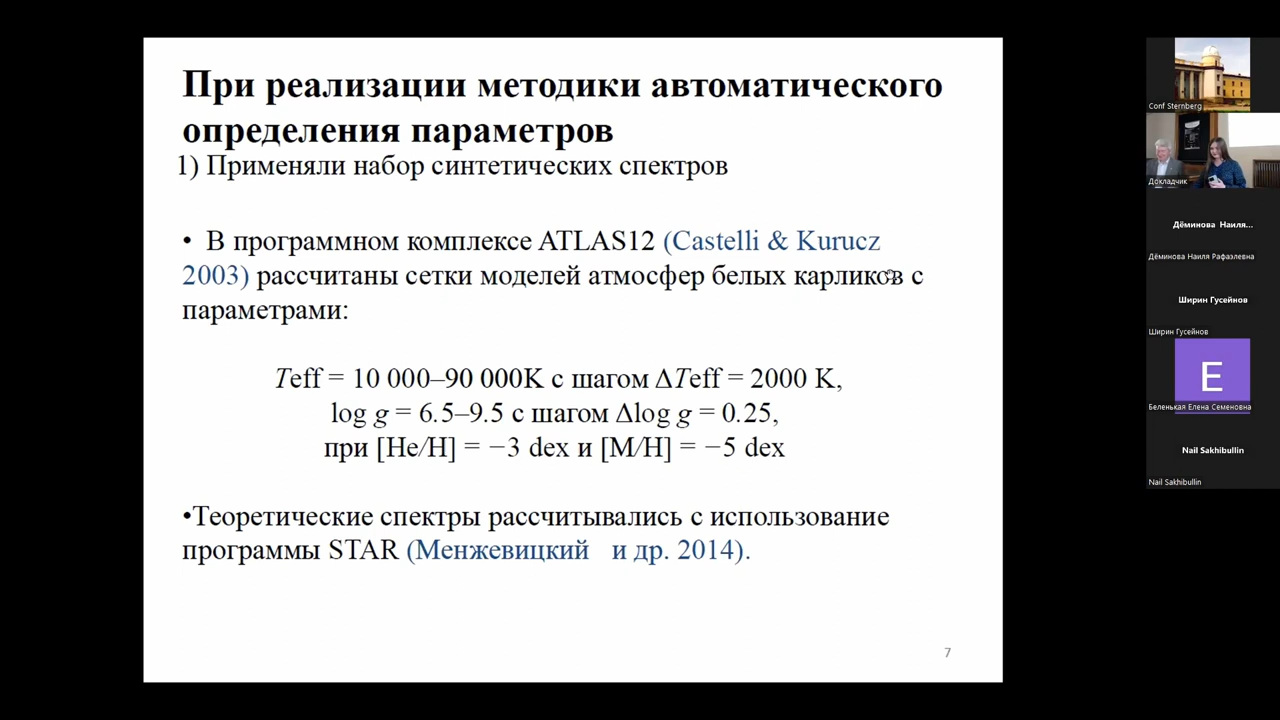 При реализации методики автоматического
определения параметров
1) Применяли набор синтетических спектров
• В программном комплексе ATLAS12 (Castelli & Kurucz
2003) рассчитаны сетки моделей атмосфер белых карликов с
параметрами:
Teff = 10 000–90 000K с шагом ΔTeff = 2000 K,
log g = 6.5–9.5 с шагом Δlog g = 0.25,
при [He/H] = −3 dex и [M/H] = −5 dex
•Теоретические спектры рассчитывались с использование
программы STAR (Менжевицкий и др. 2014).
7
Conf Sternberg
Докладчик
Дёминова Наиля...
Дёминова Наиля Рафаэлевна
Ширин Гусейнов
Ширин Гусейнов
E
Беленькая Елена Семеновна
Nail Sakhibullin
Nail Sakhibullin